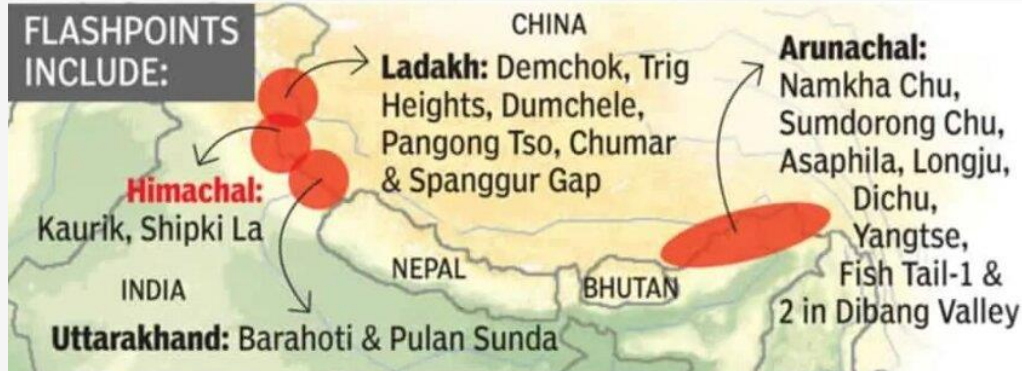 FLASHPOINTS
INCLUDE:
CHINA
Ladakh: Demchok, Trig
Heights, Dumchele,
Pangong Tso, Chumar
& Spanggur Gap
Arunachal:
Namkha Chu,
Sumdorong Chu,
Asaphila, Longju,
Dichu,
Yangtse,
Fish Tail-1 &
2 in Dibang Valley
Himachal:
Kaurik, Shipki La
NEPAL
BHUTAN
INDIA
Uttarakhand: Barahoti & Pulan Sunda